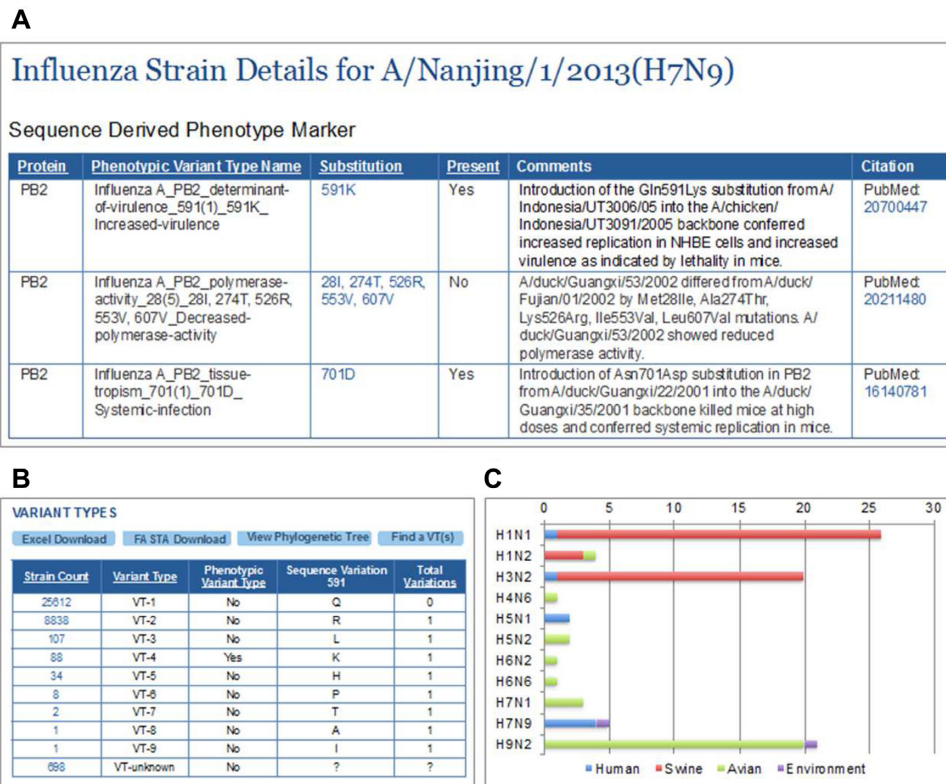 A
Influenza Strain Details for A/Nanjing/1/2013(H7N9)
Sequence Derived Phenotype Marker
Protein Phenotypic Variant Type Name Substitution Present Comments Citation
PB2 Influenza A_PB2_determinant- 591K Yes Introduction of the Gln591Lys substitution from A/ PubMed:
of-virulence_591(1)_591K_ Indonesia/UT3006/05 into the A/chicken/ 20700447
Increased-virulence Indonesia/UT3091/2005 backbone conferred
increased replication in NHBE cells and increased
virulence as indicated by lethality in mice.
PB2 Influenza A_PB2_polymerase- 28I, 274T, 526R, No A/duck/Guangxi/53/2002 differed from A/duck/ PubMed:
activity_28(5)_28I, 274T, 526R, 553V, 607V Fujian/01/2002 by Met28Ile, Ala274Thr, 20211480
553V, 607V_Decreased- Lys526Arg, Ile553Val, Leu607Val mutations. A/
polymerase-activity duck/Guangxi/53/2002 showed reduced
polymerase activity.
PB2 Influenza A_PB2_tissue- 701D Yes Introduction of Asn701Asp substitution in PB2 PubMed:
tropism_701(1)_701D_ from A/duck/Guangxi/22/2001 into the A/duck/ 16140781
Systemic-infection Guangxi/35/2001 backbone killed mice at high
doses and conferred systemic replication in mice.
B
VARIANT TYPES
Excel Download FASTA Download View Phylogenetic Tree Find a VT(s)
Strain Count Variant Type Phenotypic Variant Type Sequence Variation 591 Total Variations
25612 VT-1 No Q 0
8838 VT-2 No R 1
107 VT-3 No L 1
88 VT-4 Yes K 1
34 VT-5 No H 1
8 VT-6 No P 1
2 VT-7 No T 1
1 VT-8 No A 1
1 VT-9 No I 1
698 VT-unknown No ? ?
C
0 5 10 15 20 25 30
H1N1
H1N2
H3N2
H4N6
H5N1
H5N2
H6N2
H6N6
H7N1
H7N9
H9N2
Human Swine Avian Environment